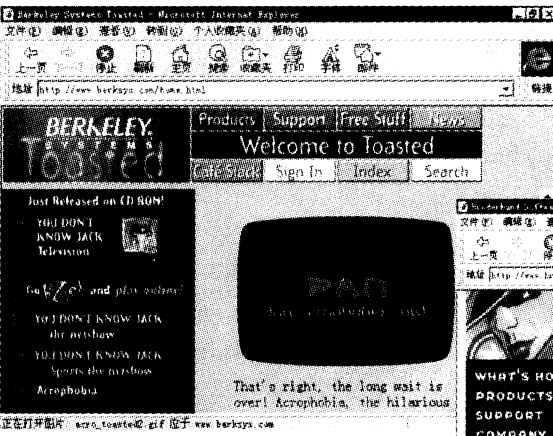 Berkeley Systems Toasted - Microsoft Internet Explorer
文件(F) 编辑(E) 查看(V) 转到(G) 个人收藏夹(A) 帮助(H)
上一页 停止 刷新 主页 搜索 收藏夹 打印 字体 邮件
地址 http://www.berksys.com/home.html 链接
BERKELEY
SYSTEMS
Toasted
Products Support Free Stuff News
Welcome to Toasted
Café Slack Sign In Index Search
Just Released on CD ROM!
YOU DON'T
KNOW JACK
Television
Go and play online!
YOU DON'T KNOW JACK
the netshow
YOU DON'T KNOW JACK
Sports the netshow
Acrophobia
That's right, the long wait is
over! Acrophobia, the hilarious
正在打开图片 acro_toasted2.gif 位于 www.berksys.com
文件(F) 编辑(E)
上一页
地址
WHAT'S
PRODUCTS
SUPPORT
COMPANY